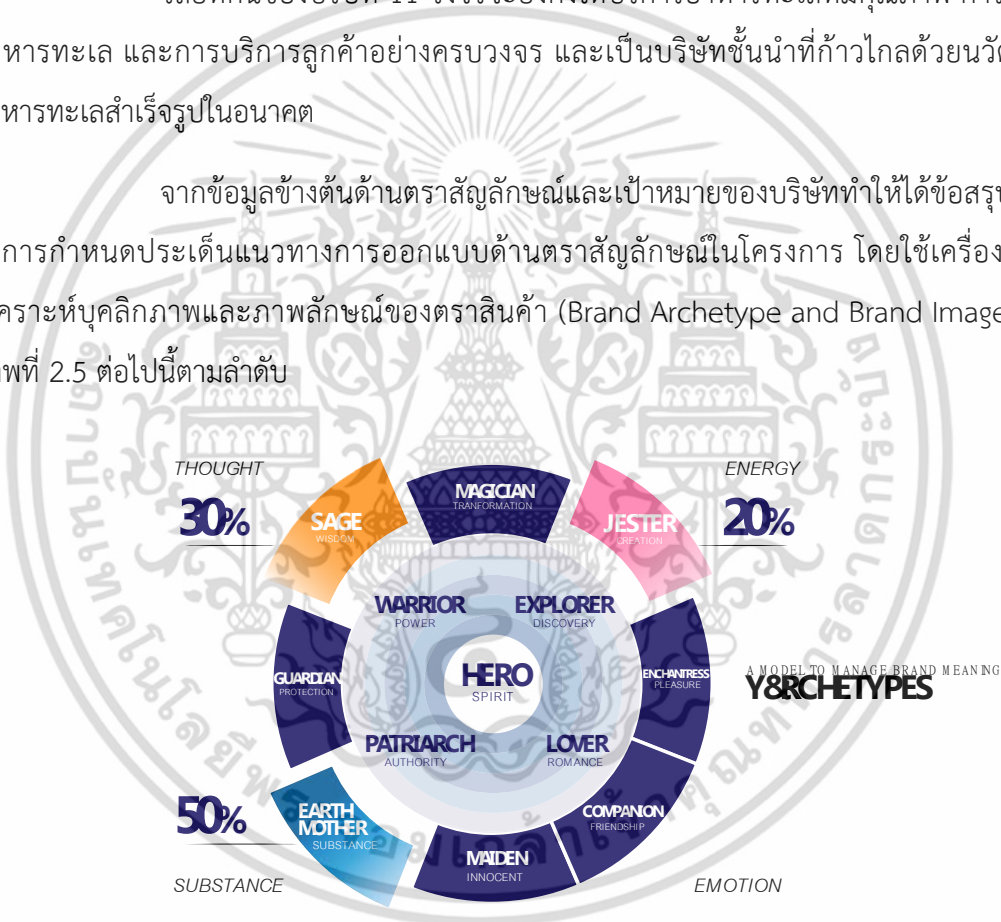 หารทะเล และการบริการลูกค้าอย่างครบวงจร และเป็นบริษัทชั้นนำที่ก้าวไกลด้วยนวั
หารทะเลสำเร็จรูปในอนาคต
จากข้อมูลข้างต้นด้านตราสัญลักษณ์และเป้าหมายของบริษัททำให้ได้ข้อสรุป
การกำหนดประเด็นแนวทางการออกแบบด้านตราสัญลักษณ์ในโครงการ โดยใช้เครื่อง
เคราะห์บุคลิกภาพและภาพลักษณ์ของตราสินค้า (Brand Archetype and Brand Image
พที่ 2.5 ต่อไปนี้ตามลำดับ
THOUGHT
30%
ENERGY
20%
SAGE
WISDOM
MAGICIAN
TRANFORMATION
JESTER
CREATION
WARRIOR
POWER
EXPLORER
DISCOVERY
GUARDIAN
PROTECTION
HERO
SPIRIT
ENCHANTRESS
PLEASURE
A MODEL TO MANAGE BRAND MEANING
Y&RCHETYPES
PATRIARCH
AUTHORITY
LOVER
ROMANCE
50%
EARTH
MOTHER
SUBSTANCE
COMPANION
FRIENDSHIP
MAIDEN
INNOCENT
SUBSTANCE
EMOTION